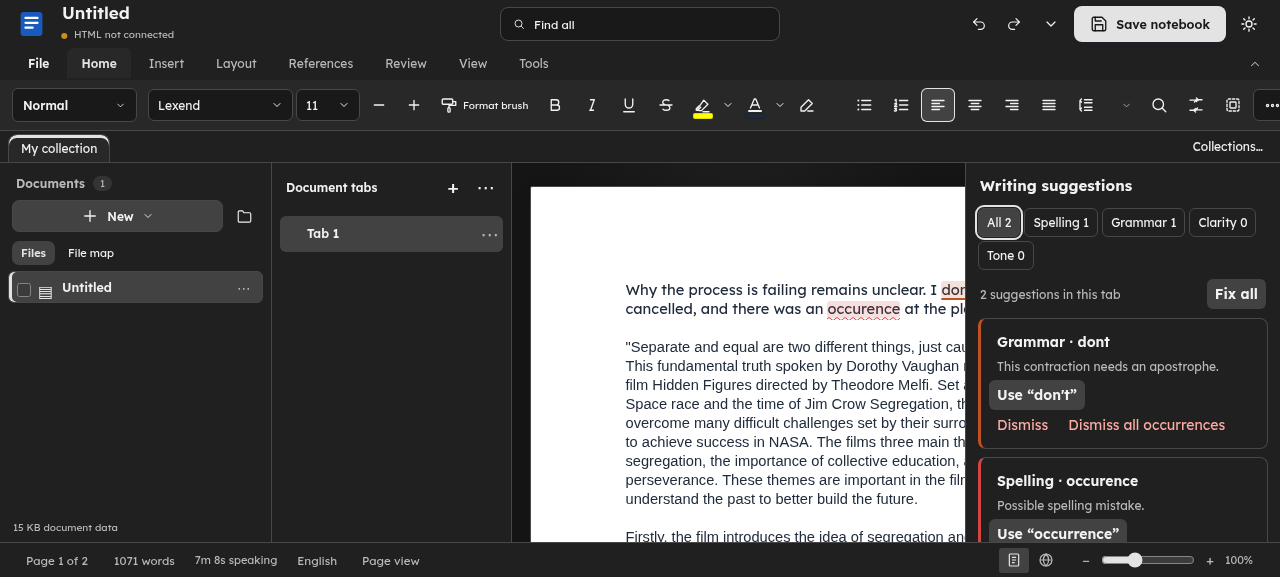 Untitled
HTML not connected
Find all
Save notebook
File Home Insert Layout References Review View Tools
Normal Lexend 11 Format brush
My collection
Collections…
Documents 1
New
Files File map
Untitled
15 KB document data
Document tabs
Tab 1
Why the process is failing remains unclear. I
cancelled, and there was an occurence at the
"Separate and equal are two different things, just
This fundamental truth spoken by Dorothy Vaughan
film Hidden Figures directed by Theodore Melfi. Set
Space race and the time of Jim Crow Segregation,
overcome many difficult challenges set by their
to achieve success in NASA. The films three main
segregation, the importance of collective education,
perseverance. These themes are important in the
understand the past to better build the future.
Firstly, the film introduces the idea of segregation
Writing suggestions
All 2 Spelling 1 Grammar 1 Clarity 0
Tone 0
2 suggestions in this tab
Fix all
Grammar · dont
This contraction needs an apostrophe.
Use “don't”
Dismiss Dismiss all occurrences
Spelling · occurence
Possible spelling mistake.
Use “occurrence”
Page 1 of 2 1071 words 7m 8s speaking English Page view
100%